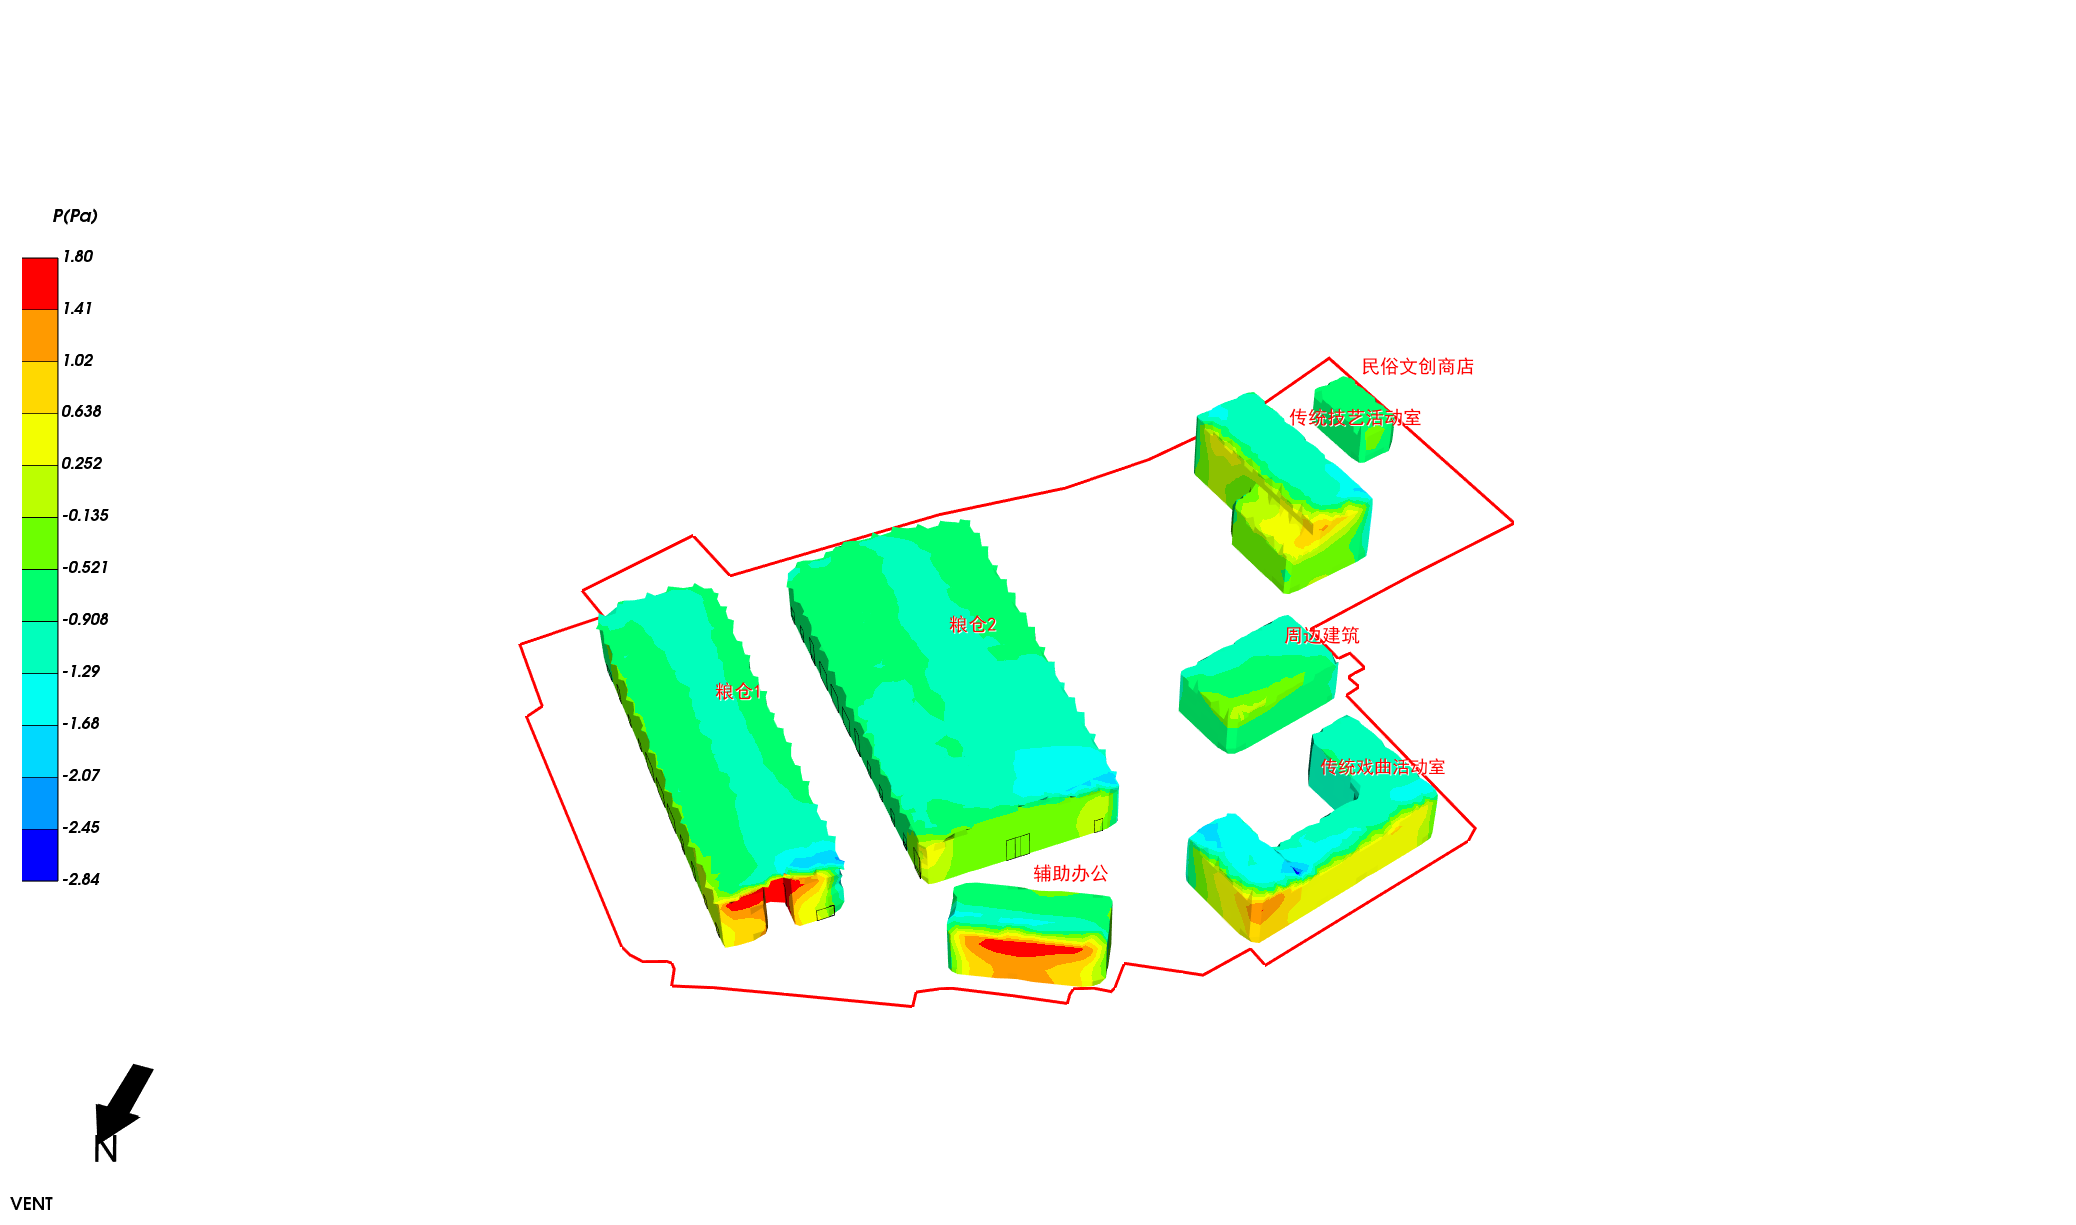 P(Pa)
1.80
1.41
1.02
0.638
0.252
-0.135
-0.521
-0.908
-1.29
-1.68
-2.07
-2.45
-2.84
民俗文创商店
传统技艺活动室
粮仓2
周边建筑
粮仓1
传统戏曲活动室
辅助办公
N
VENT